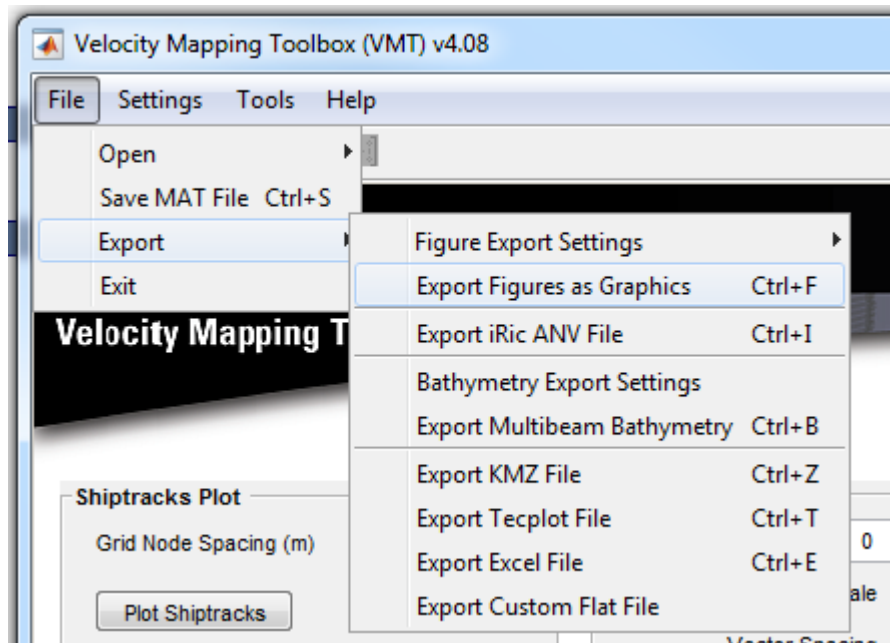 Velocity Mapping Toolbox (VMT) v4.08
File Settings Tools Help
Open
Save MAT File Ctrl+S
Export
Exit
Figure Export Settings
Export Figures as Graphics Ctrl+F
Export iRic ANV File Ctrl+I
Bathymetry Export Settings
Export Multibeam Bathymetry Ctrl+B
Export KMZ File Ctrl+Z
Export Tecplot File Ctrl+T
Export Excel File Ctrl+E
Export Custom Flat File
Velocity Mapping T
Shiptracks Plot
Grid Node Spacing (m)
0
Plot Shiptracks
ale